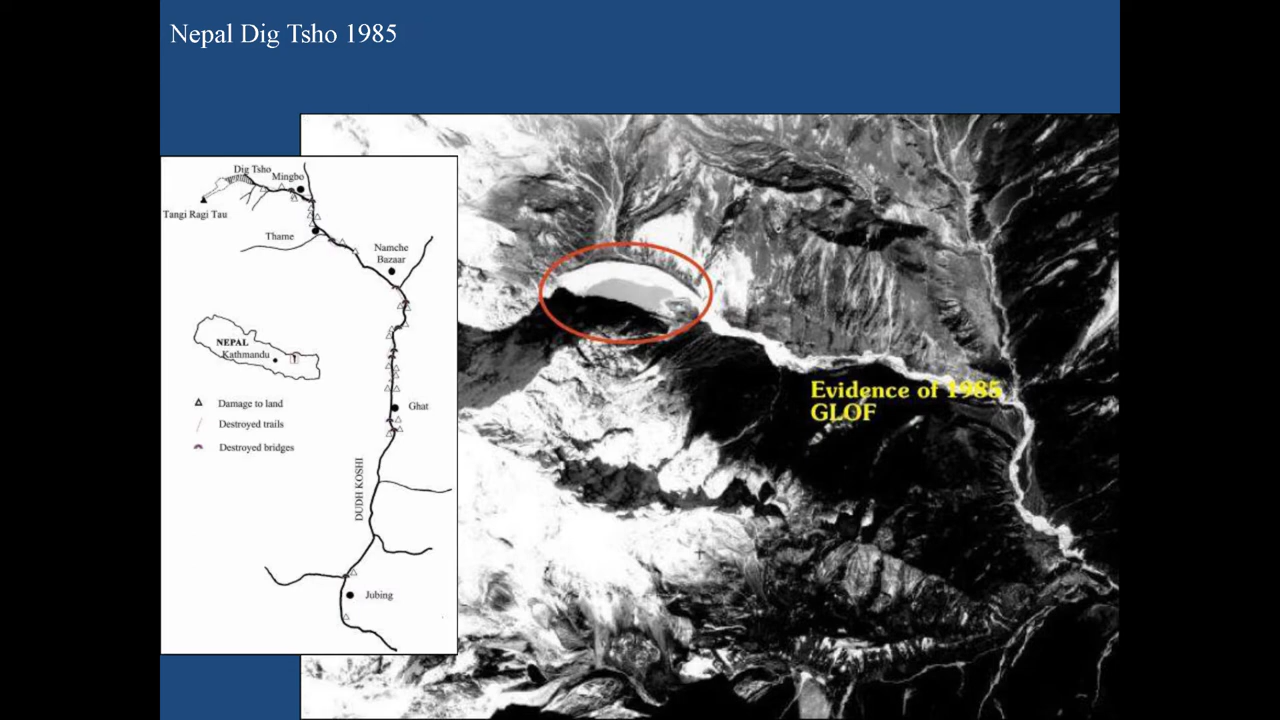 Nepal Dig Tsho 1985
Dig Tsho
Mingbo
Tangi Ragi Tau
Thame
Namche
Bazaar
NEPAL
Kathmandu
Damage to land
Destroyed trails
Destroyed bridges
Ghat
DUDH KOSHI
Jubing
Evidence of 1985
GLOF